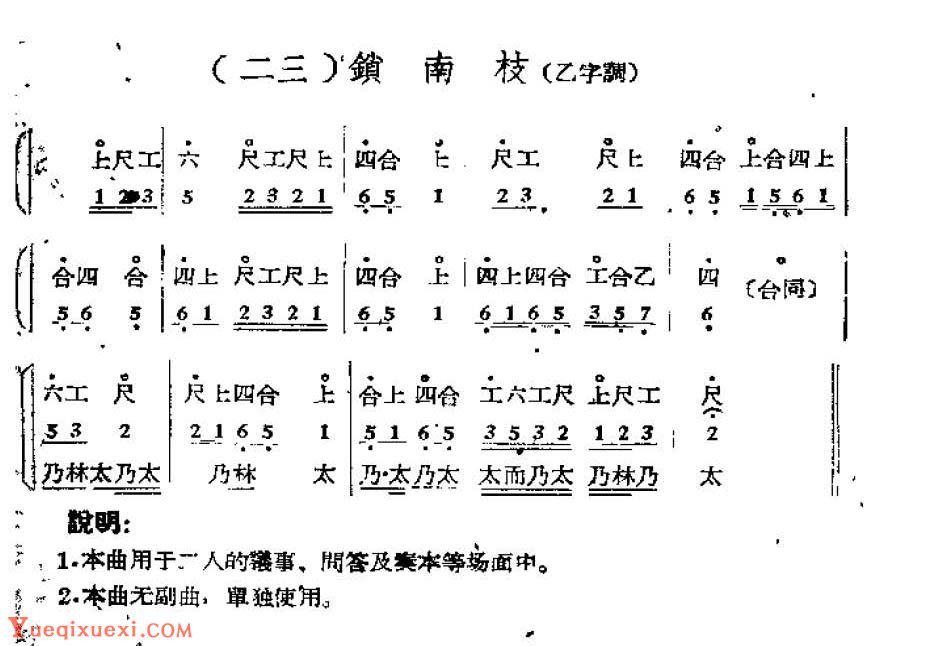 (二三)鎖 南 枝(乙字調)
上尺工 六 尺工尺上 四合 上 尺工 尺上 四合 上合四上
1 2 3 5 2 3 2 1 6 5 1 2 3 2 1 6 5 1 5 6 1
合四 合 四上 尺工尺上 四合 上 四上四合 工合乙 四 〔合同〕
5 6 5 6 1 2 3 2 1 6 5 1 6 1 6 5 3 5 7 6
六工 尺 尺上四合 上 合上 四合 工六工尺 上尺工 尺
5 3 2 2 1 6 5 1 5 1 6 5 3 5 3 2 1 2 3 2
乃林太乃太 乃林 太 乃·太乃太 太而乃太 乃林乃 太
說明:
1.本曲用于二人的議事、問答及奏本等场面中。
2.本曲无副曲,單独使用。
Yueqixuexi.COM